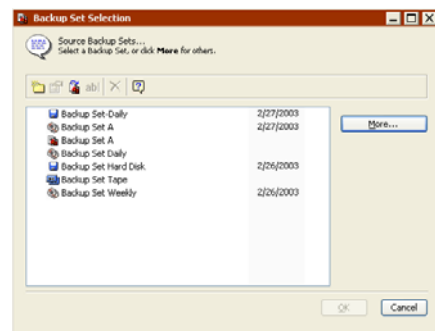 Backup Set Selection
Source Backup Sets...
Select a Backup Set, or click More for others.
ab|
Backup Set-Daily 2/27/2003
Backup Set A 2/27/2003
Backup Set A
Backup Set Daily
Backup Set Hard Disk 2/26/2003
Backup Set Tape
Backup Set Weekly 2/26/2003
More...
OK
Cancel